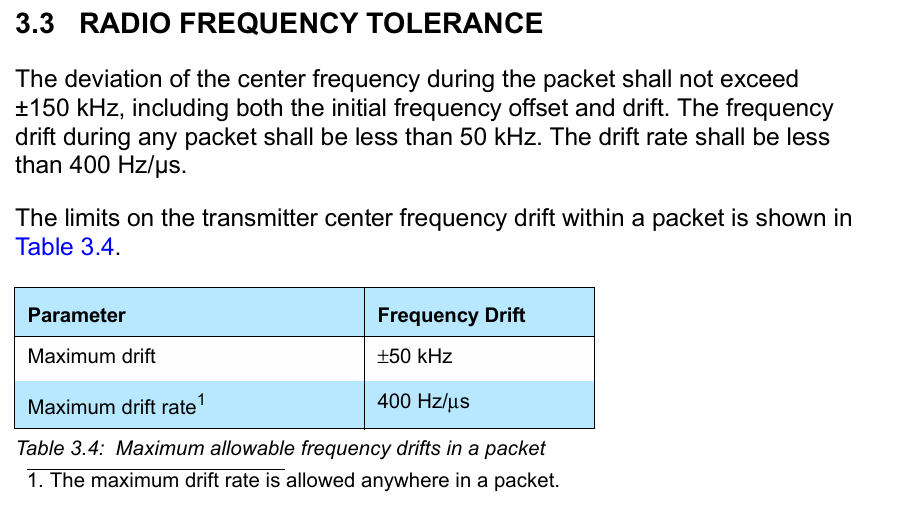 3.3 RADIO FREQUENCY TOLERANCE
The deviation of the center frequency during the packet shall not exceed
±150 kHz, including both the initial frequency offset and drift. The frequency
drift during any packet shall be less than 50 kHz. The drift rate shall be less
than 400 Hz/µs.
The limits on the transmitter center frequency drift within a packet is shown in
Table 3.4.
Parameter Frequency Drift
Maximum drift ±50 kHz
Maximum drift rate1 400 Hz/µs
Table 3.4: Maximum allowable frequency drifts in a packet
1. The maximum drift rate is allowed anywhere in a packet.